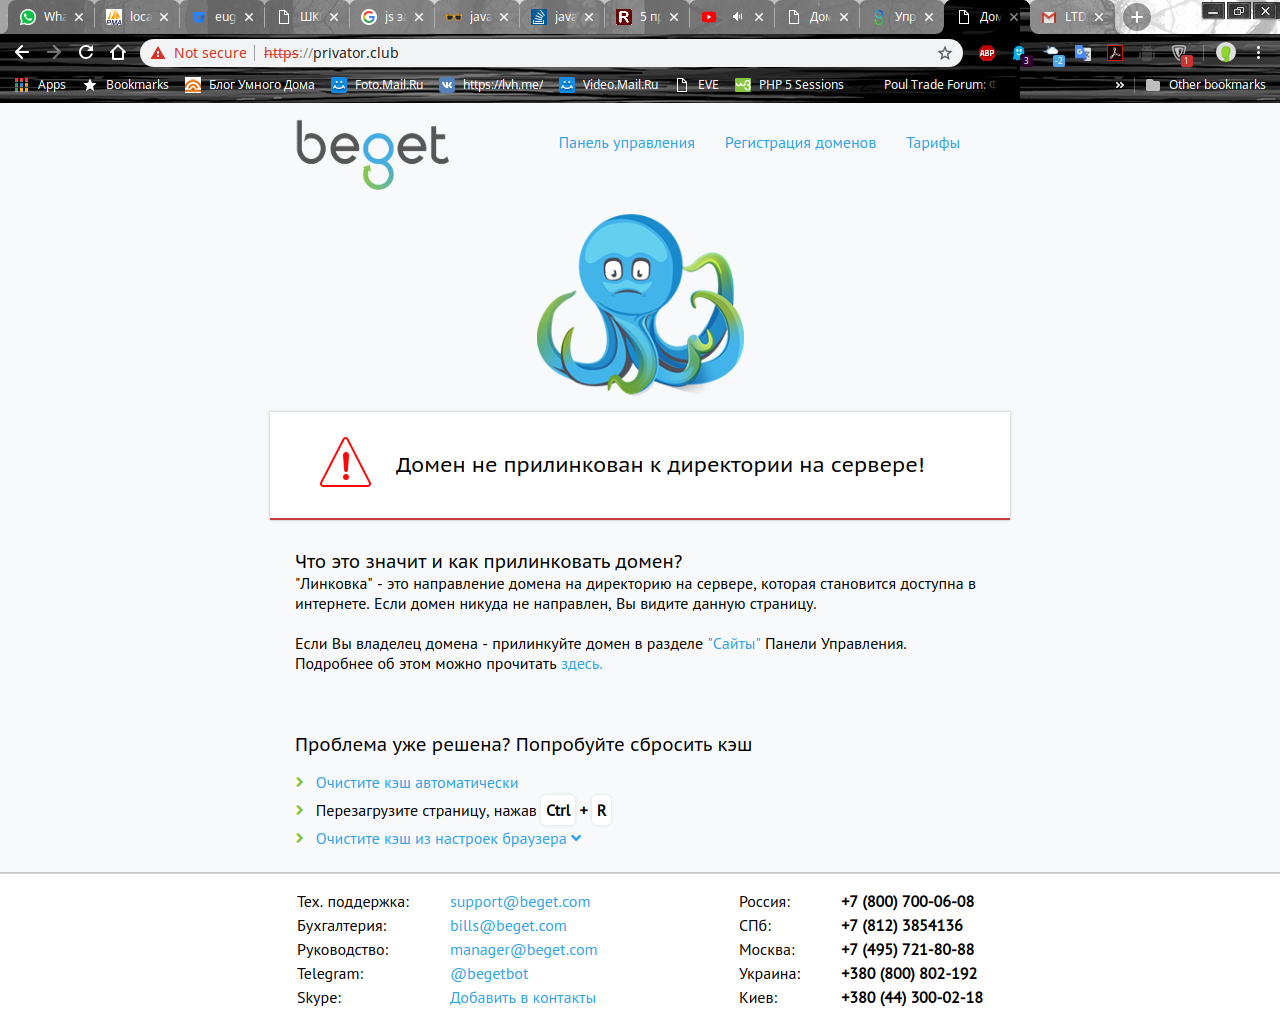 Wha
loca
eug
ШК
js за
java
java
5 пр
Дом
Упр
Дом
LTD
Not secure
https://privator.club
ABP
3
-2
1
Apps
Bookmarks
Блог Умного Дома
Foto.Mail.Ru
https://lvh.me/
Video.Mail.Ru
EVE
PHP 5 Sessions
Poul Trade Forum:
»
Other bookmarks
beget
Панель управления
Регистрация доменов
Тарифы
Домен не прилинкован к директории на сервере!
Что это значит и как прилинковать домен?
"Линковка" - это направление домена на директорию на сервере, которая становится доступна в
интернете. Если домен никуда не направлен, Вы видите данную страницу.
Если Вы владелец домена - прилинкуйте домен в разделе "Сайты" Панели Управления.
Подробнее об этом можно прочитать здесь.
Проблема уже решена? Попробуйте сбросить кэш
Очистите кэш автоматически
Перезагрузите страницу, нажав Ctrl + R
Очистите кэш из настроек браузера
Тех. поддержка: support@beget.com
Бухгалтерия: bills@beget.com
Руководство: manager@beget.com
Telegram: @begetbot
Skype: Добавить в контакты
Россия: +7 (800) 700-06-08
СПб: +7 (812) 3854136
Москва: +7 (495) 721-80-88
Украина: +380 (800) 802-192
Киев: +380 (44) 300-02-18